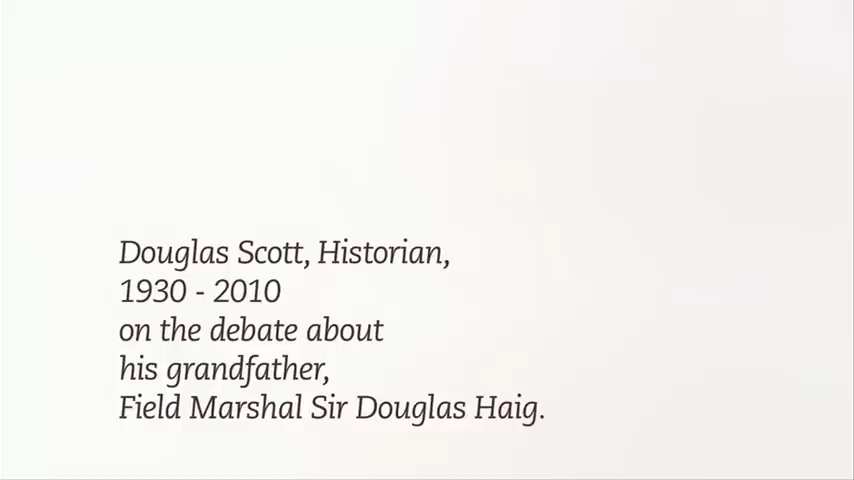 Douglas Scott, Historian,
1930 - 2010
on the debate about
his grandfather,
Field Marshal Sir Douglas Haig.